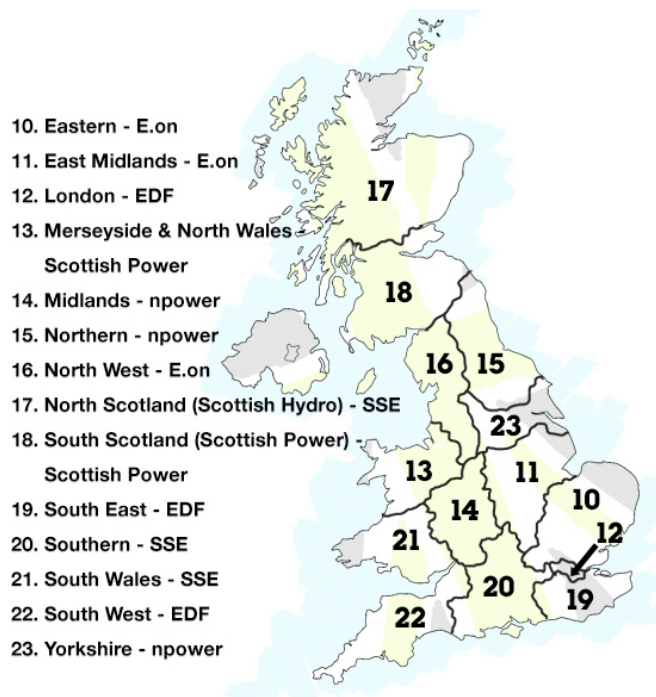 10. Eastern - E.on
11. East Midlands - E.on
12. London - EDF
13. Merseyside & North Wales -
Scottish Power
14. Midlands - npower
15. Northern - npower
16. North West - E.on
17. North Scotland (Scottish Hydro) - SSE
18. South Scotland (Scottish Power) -
Scottish Power
19. South East - EDF
20. Southern - SSE
21. South Wales - SSE
22. South West - EDF
23. Yorkshire - npower
17
18
16
15
23
13
11
10
14
12
21
20
19
22